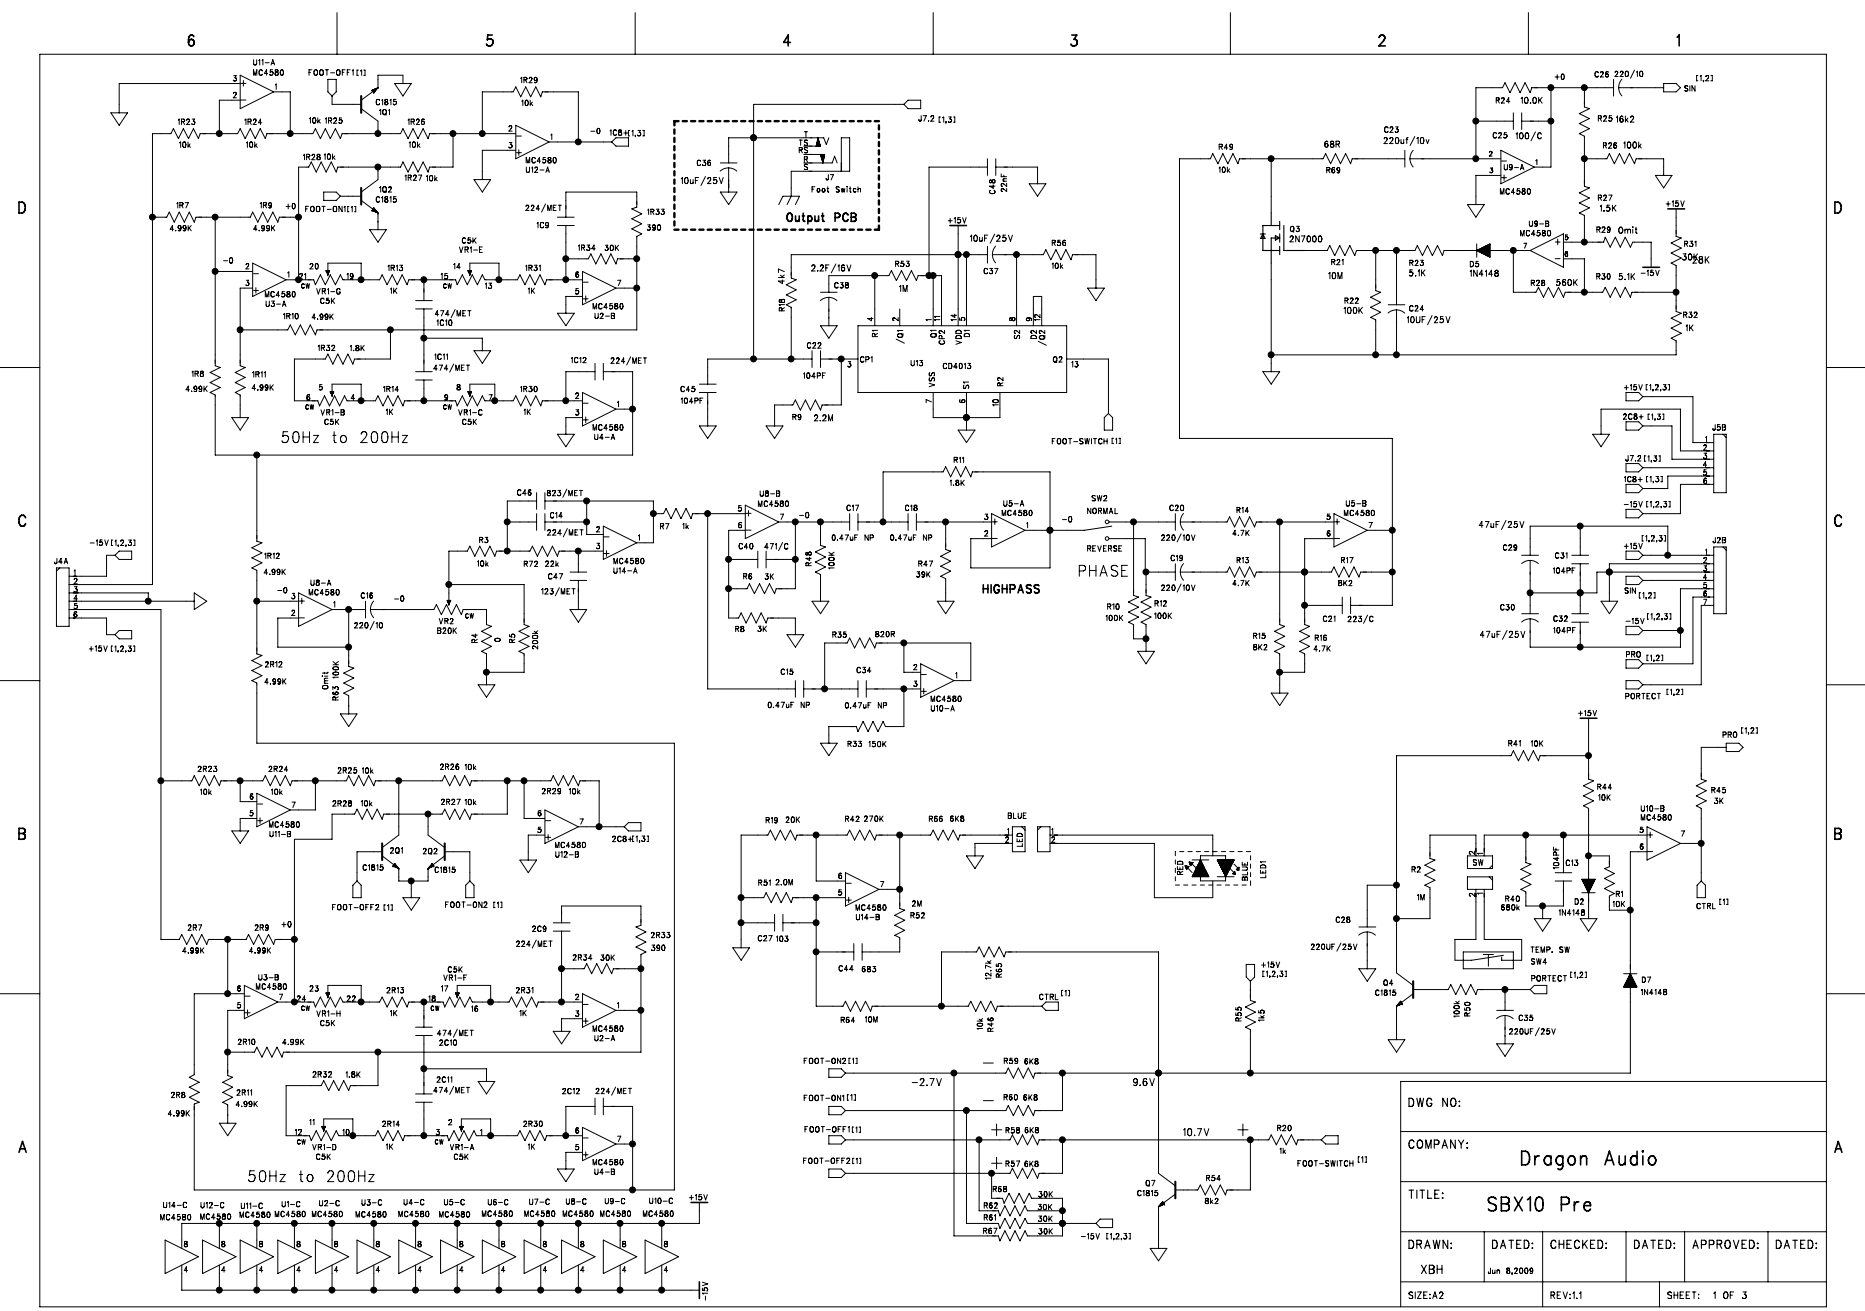 6 5 4 3 2 1
D
C
B
A
U11-A
MC4580
FOOT-OFF1[1]
C1815
1Q1
1R23
10k
1R24
10k
10k 1R25
1R26
10k
1R29
10k
-0 1C8+[1,3]
MC4580
U12-A
1R28 10k
1R27 10k
1Q2
C1815
FOOT-ON1[1]
1R7
4.99K
1R9
4.99K
+0
-0
MC4580
U3-A
VR1-G
C5K
1R13
1K
C5K
VR1-E
1R31
1K
224/MET
1C9
1R33
390
1R34 30K
MC4580
U2-B
1R10 4.99K
474/MET
1C10
1R32 1.8K
1C11
474/MET
1C12 224/MET
1R8
4.99K
1R11
4.99K
VR1-B
C5K
1R14
1K
VR1-C
C5K
1R30
1K
MC4580
U4-A
50Hz to 200Hz
J7.2 [1,3]
C36
10uF/25V
J7
Foot Switch
Output PCB
C48
22nF
+15V
10uF/25V
C37
R56
10k
2.2F/16V
C38
R53
1M
4k7
R18
C22
104PF
C45
104PF
R9 2.2M
U13 CD4013
R1 /Q1 Q1 CP2 VDD D1 S2 D2 /Q2
CP1
Q2
VSS S1 R2
FOOT-SWITCH [1]
R49
10k
68R
R69
C23
220uf/10v
R24 10.0K
C25 100/C
U9-A
MC4580
+0
C26 220/10
SIN [1,2]
R25 16k2
R26 100k
R27
1.5K
R29 Omit
-15V
+15V
R31
30K 28K
U9-B
MC4580
R30 5.1K
R28 560K
R32
1K
Q3
2N7000
R21
10M
R23
5.1K
D5
1N4148
R22
100K
C24
10UF/25V
+15V [1,2,3]
2C8+ [1,3]
J7.2 [1,3]
1C8+ [1,3]
-15V [1,2,3]
J5B
J4A
-15V [1,2,3]
+15V [1,2,3]
1R12
4.99K
2R12
4.99K
U8-A
MC4580
-0
C16
220/10
-0
Omit
R63 100K
VR2
B20K
R3
10k
R4
0
R5
200k
C46 823/MET
C14
224/MET
R72 22k
C47
123/MET
MC4580
U14-A
R7 1k
U8-B
MC4580
-0
C40 471/C
R6 3K
R8 3K
R48
100K
C17
0.47uF NP
C18
0.47uF NP
R11
1.8K
R47
39K
U5-A
MC4580
HIGHPASS
-0
SW2
NORMAL
REVERSE
PHASE
C20
220/10V
C19
220/10V
R10
100K
R12
100K
R14
4.7K
R13
4.7K
R15
8K2
R16
4.7K
U5-B
MC4580
R17
8K2
C21 223/C
R35 820R
C15
0.47uF NP
C34
0.47uF NP
R33 150K
MC4580
U10-A
47uF/25V
C29
C31
104PF
C30
47uF/25V
C32
104PF
+15V [1,2,3]
SIN [1,2]
-15V [1,2,3]
PRO [1,2]
PORTECT [1,2]
J2B
2R23
10k
2R24
10k
2R25 10k
2R26 10k
2R28 10k
2R27 10k
2R29 10k
MC4580
U11-B
MC4580
U12-B
2C8+[1,3]
2Q1
C1815
2Q2
C1815
FOOT-OFF2 [1]
FOOT-ON2 [1]
2R7
4.99K
2R9
4.99K
+0
U3-B
MC4580
VR1-H
C5K
2R13
1K
C5K
VR1-F
2R31
1K
2C9
224/MET
2R33
390
2R34 30K
MC4580
U2-A
474/MET
2C10
2R10 4.99K
2R32 1.8K
2C11
474/MET
2C12 224/MET
2R8
4.99K
2R11
4.99K
VR1-D
C5K
2R14
1K
VR1-A
C5K
2R30
1K
MC4580
U4-B
50Hz to 200Hz
R19 20K
R42 270K
R66 6K8
BLUE
LED
RED
BLUE
LED1
R51 2.0M
C27 103
MC4580
U14-B
2M
R52
C44 683
12.7k
R65
R64 10M
10k
R46
CTRL [1]
+15V
[1,2,3]
R55
1k5
+15V
R41 10K
R44
10K
R2
1M
SW
C28
220UF/25V
R40
680k
104PF
C13
D2
1N4148
R1
10K
U10-B
MC4580
R45
3K
PRO [1,2]
CTRL [1]
TEMP. SW
SW4
PORTECT [1,2]
Q4
C1815
100k
R50
C35
220UF/25V
D7
1N4148
FOOT-ON2[1]
FOOT-ON1[1]
FOOT-OFF1[1]
FOOT-OFF2[1]
-2.7V
R59 6K8
R60 6K8
R58 6K8
R57 6K8
R68 30K
R62 30K
R61 30K
R67 30K
-15V [1,2,3]
9.6V
10.7V
R20
1k
FOOT-SWITCH [1]
Q7
C1815
R54
8k2
U14-C U12-C U11-C U1-C U2-C U3-C U4-C U5-C U6-C U7-C U8-C U9-C U10-C
MC4580 MC4580 MC4580 MC4580 MC4580 MC4580 MC4580 MC4580 MC4580 MC4580 MC4580 MC4580 MC4580
+15V
-15V
DWG NO:
COMPANY:
Dragon Audio
TITLE:
SBX10 Pre
DRAWN: DATED: CHECKED: DATED: APPROVED: DATED:
XBH Jun 8,2009
SIZE:A2 REV:1.1 SHEET: 1 OF 3